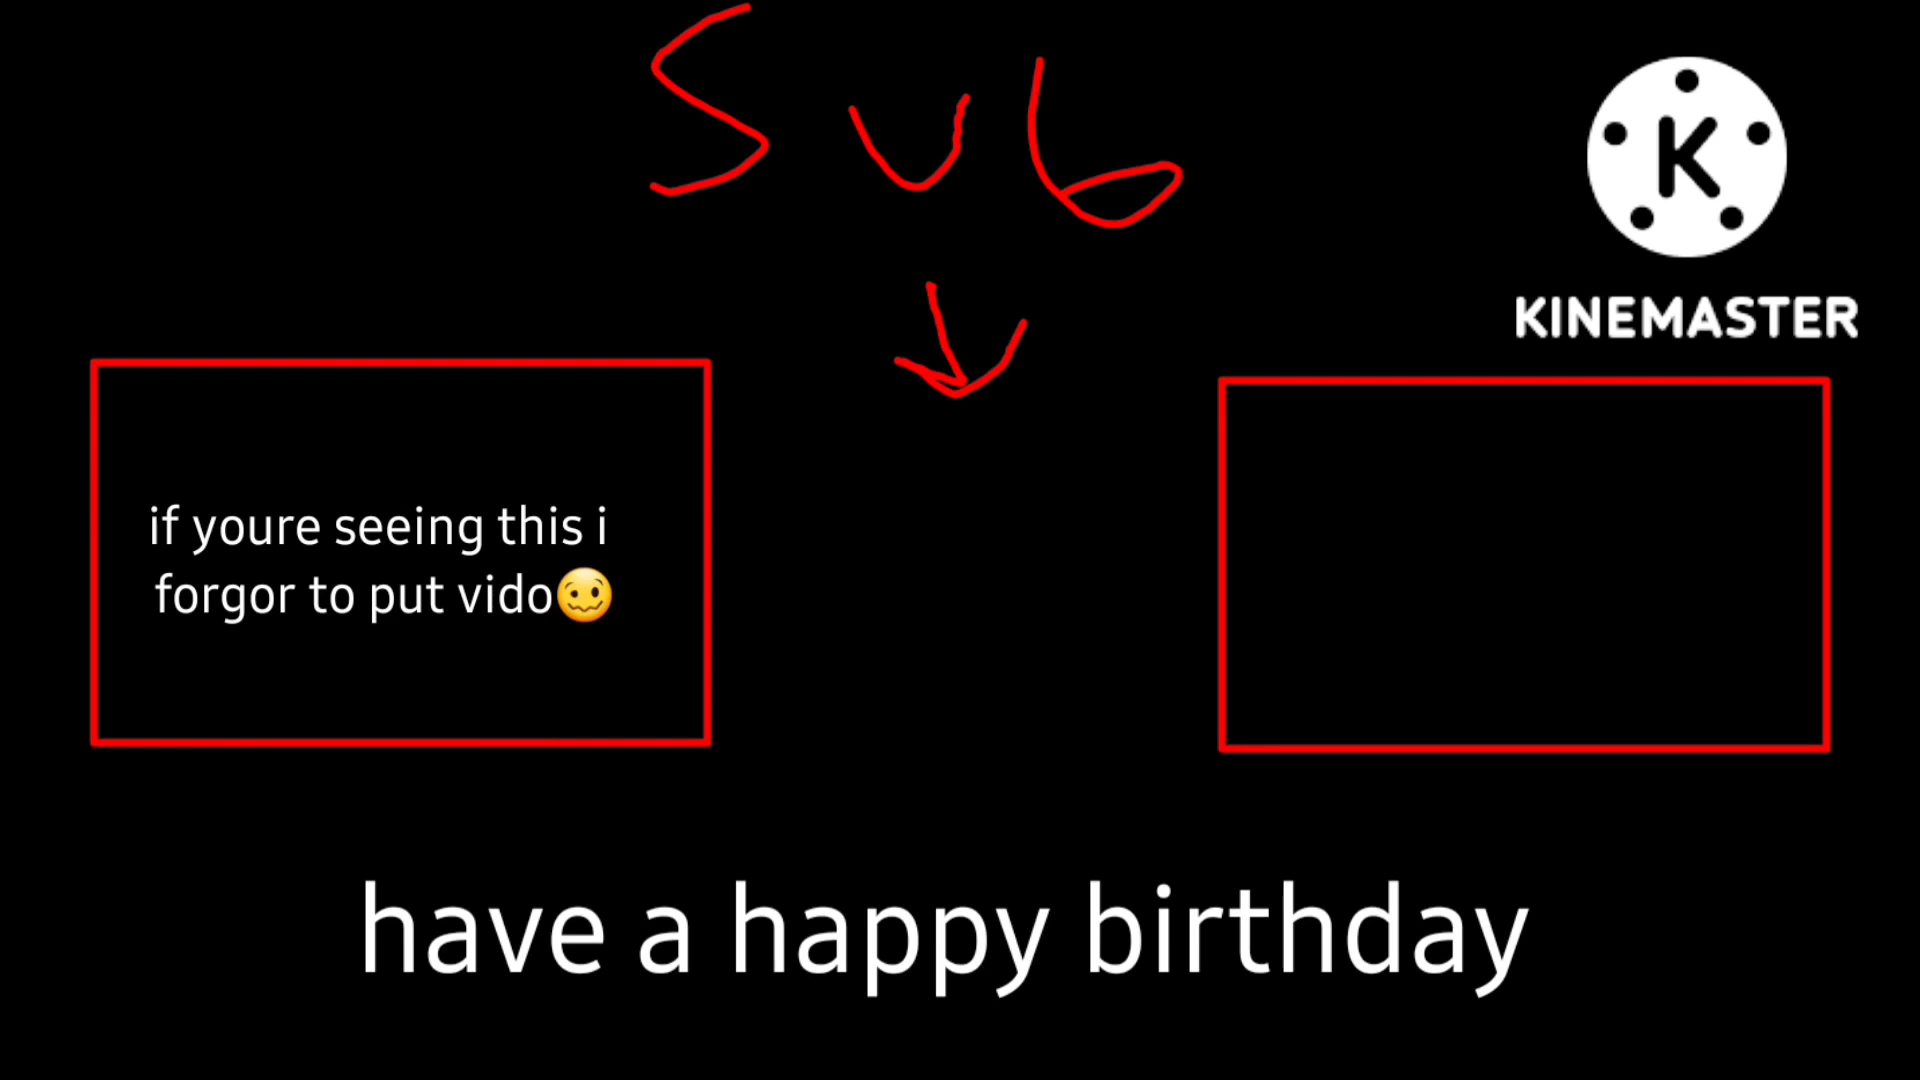 Sub
K
KINEMASTER
if youre seeing this i
forgor to put vido🥴
have a happy birthday